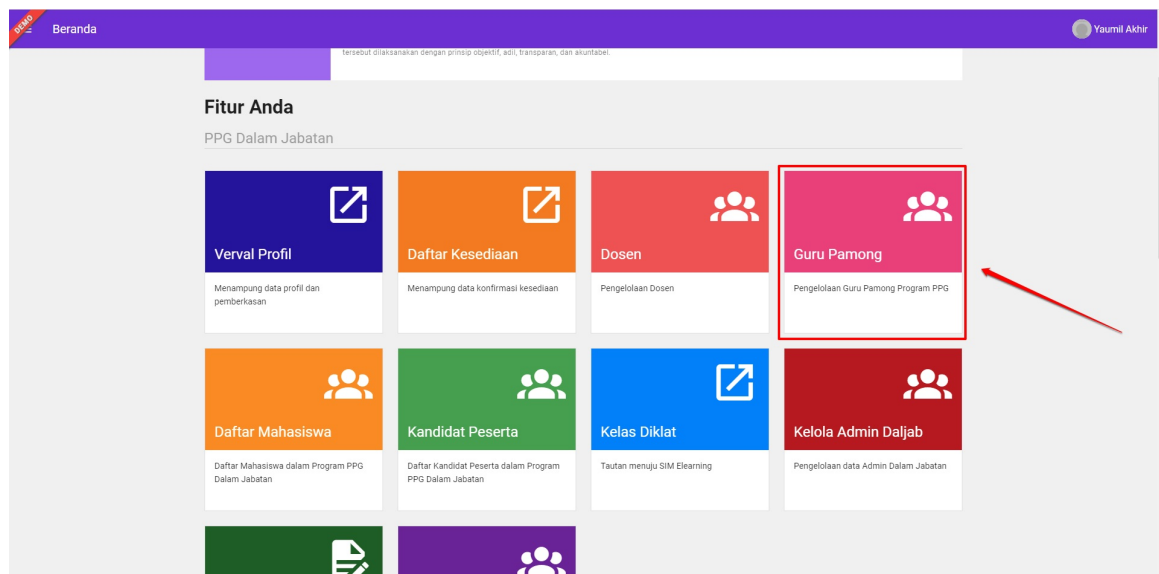 DEMO
Beranda
Yaumil Akhir
tersebut dilaksanakan dengan prinsip objektif, adil, transparan, dan akuntabel.
Fitur Anda
PPG Dalam Jabatan
Verval Profil
Menampung data profil dan
pemberkasan
Daftar Kesediaan
Menampung data konfirmasi kesediaan
Dosen
Pengelolaan Dosen
Guru Pamong
Pengelolaan Guru Pamong Program PPG
Daftar Mahasiswa
Daftar Mahasiswa dalam Program PPG
Dalam Jabatan
Kandidat Peserta
Daftar Kandidat Peserta dalam Program
PPG Dalam Jabatan
Kelas Diklat
Tautan menuju SIM Elearning
Kelola Admin Daljab
Pengelolaan data Admin Dalam Jabatan